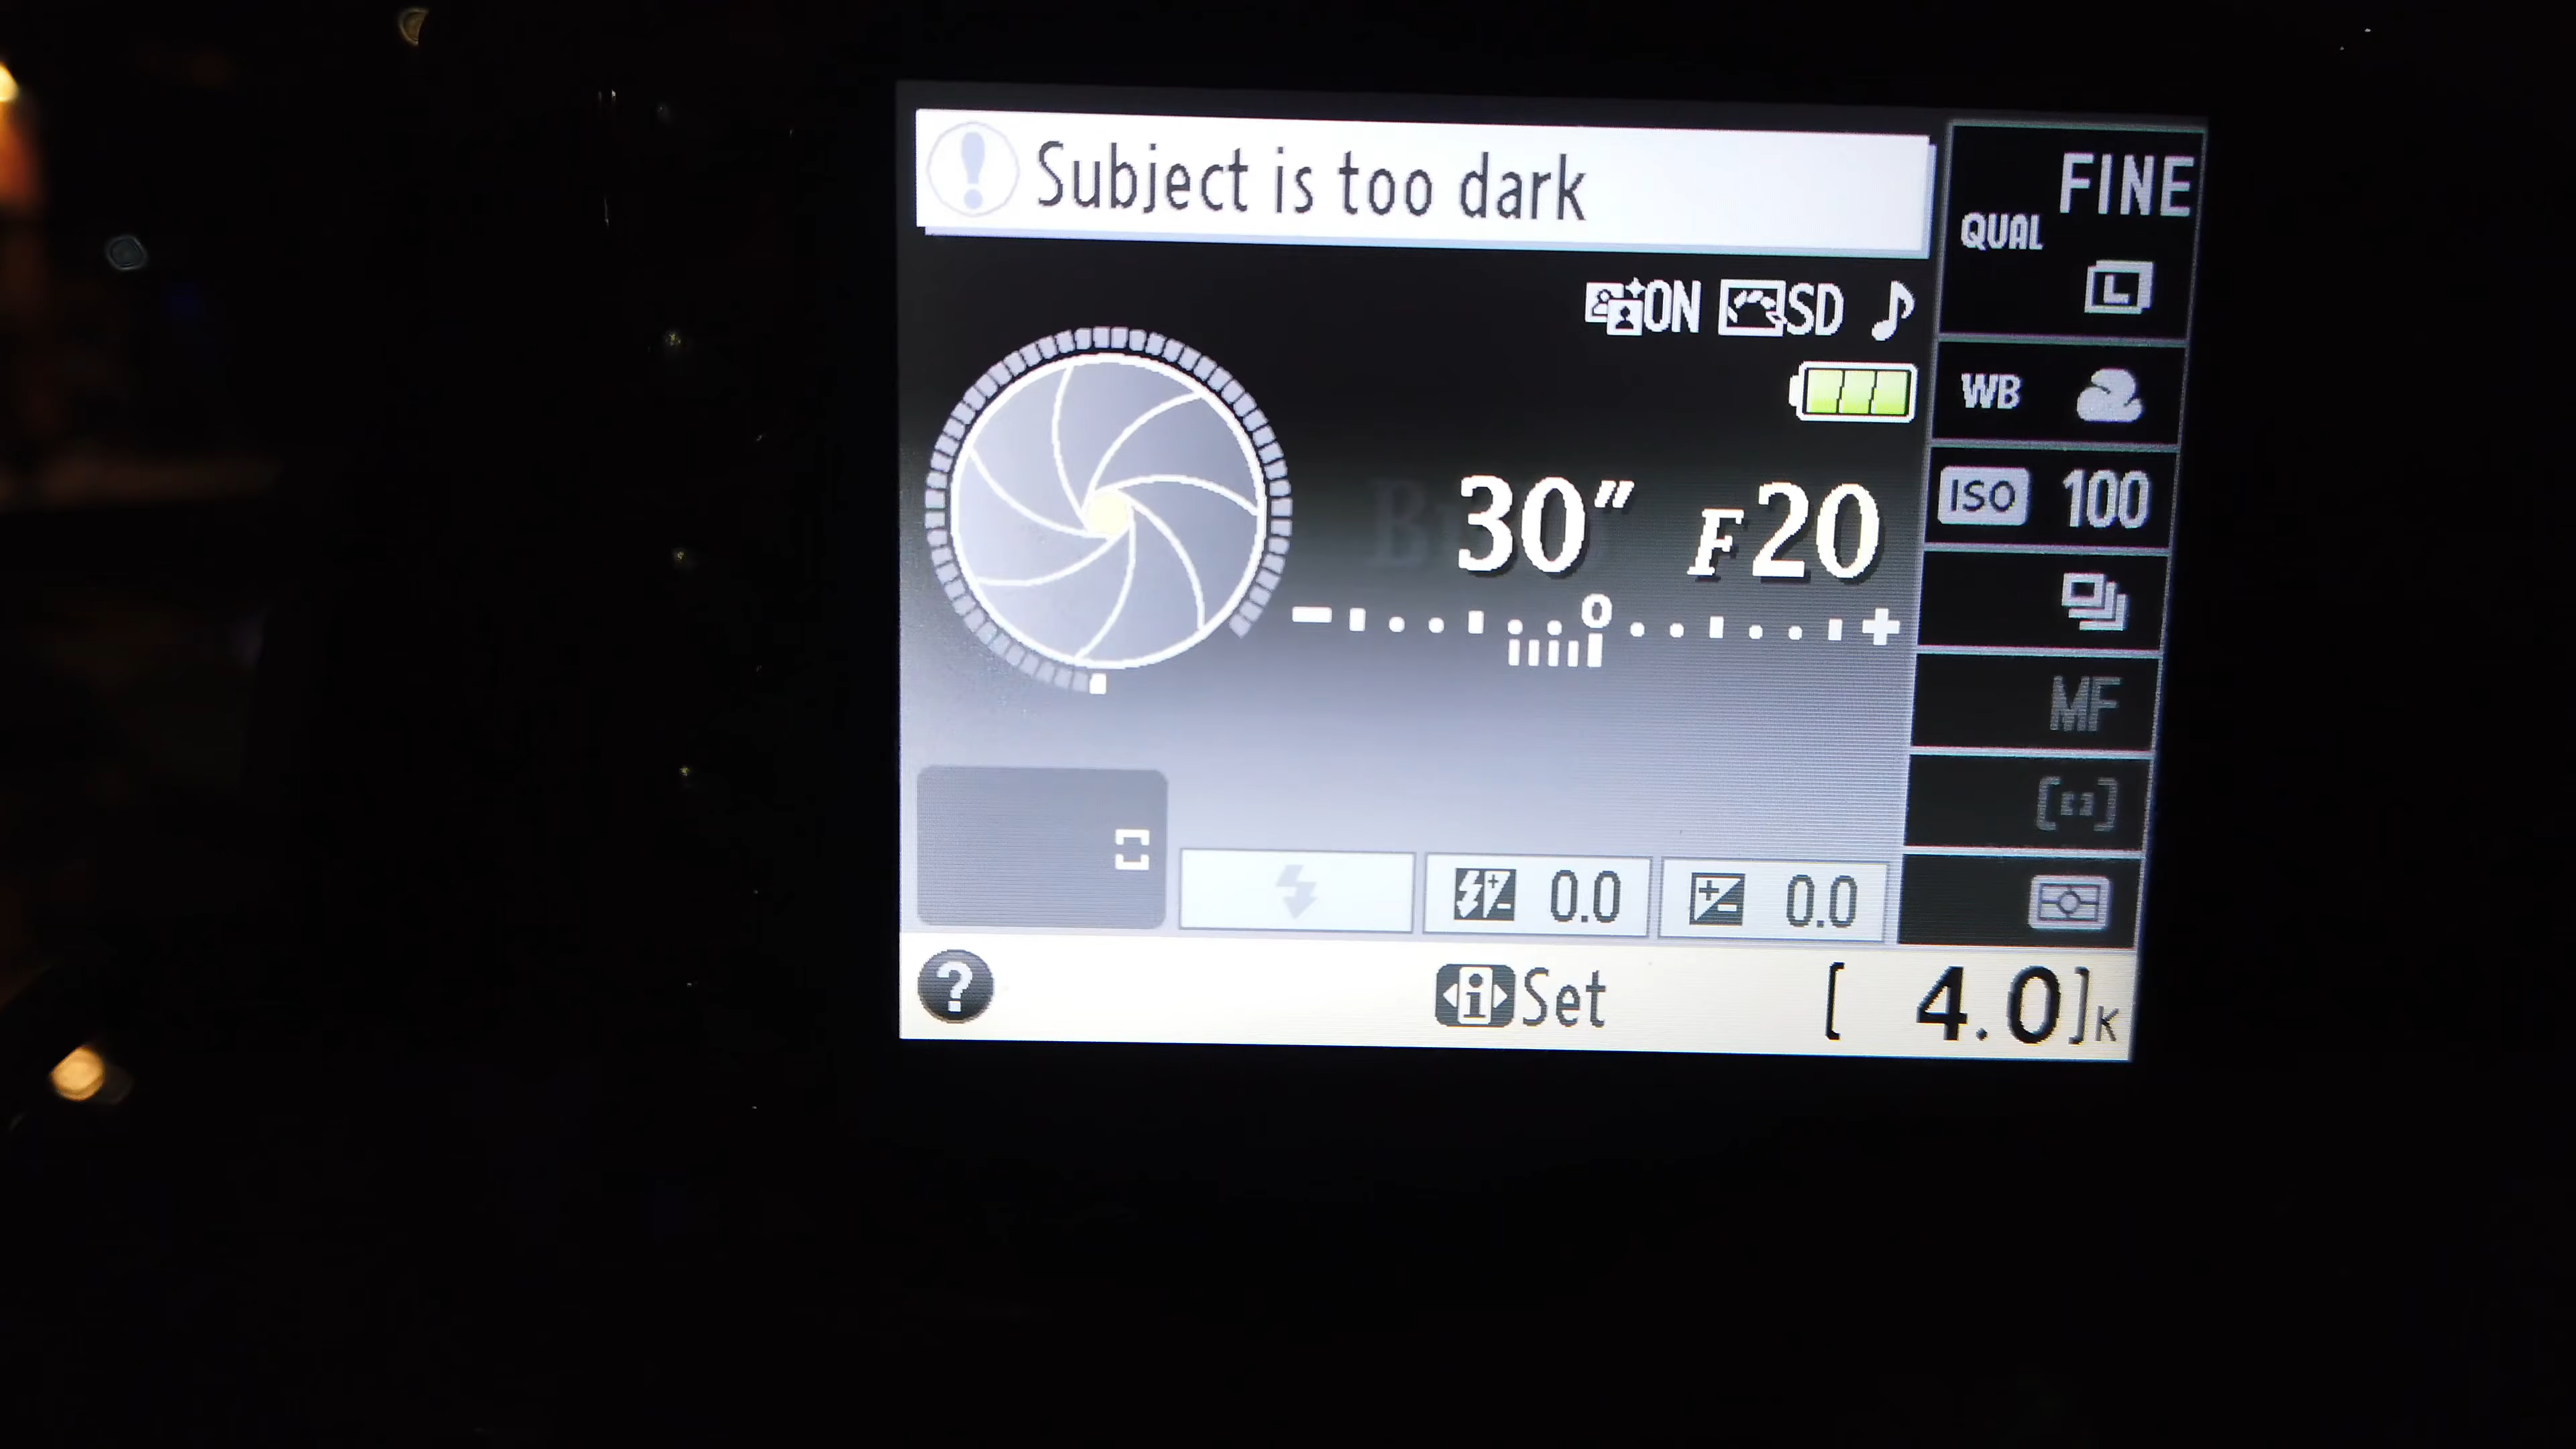 Subject is too dark
FINE
QUAL
L
ON SD
WB
ISO 100
30" F20
- 0 +
MF
0.0 0.0
? i Set [ 4.0]K